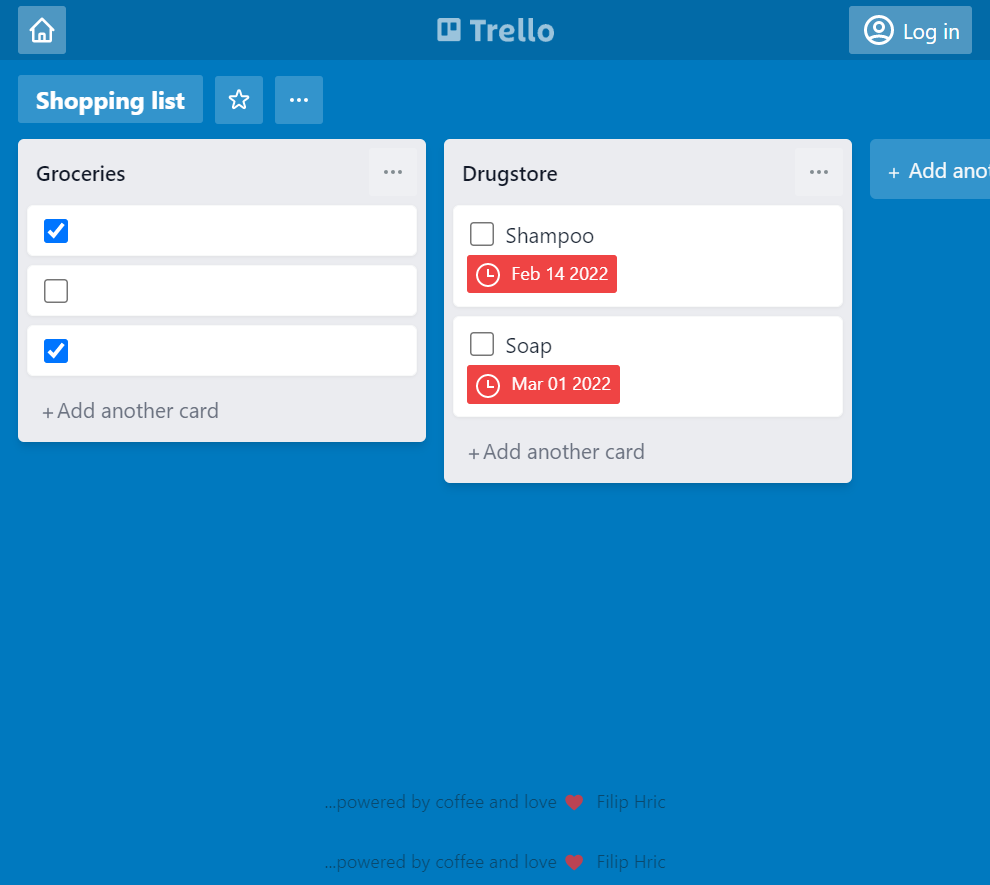 Trello
Log in
Shopping list
Groceries
+ Add another card
Drugstore
Shampoo
Feb 14 2022
Soap
Mar 01 2022
+ Add another card
+ Add anot
...powered by coffee and love Filip Hric
...powered by coffee and love Filip Hric